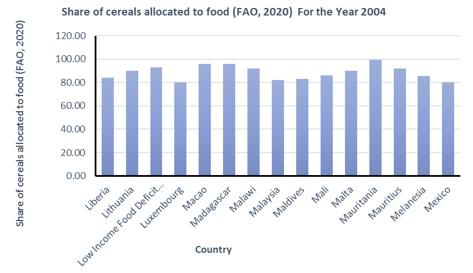 Share of cereals allocated to food (FAO, 2020)  For the Year 2004
Share of cereals allocated to food (FAO, 2020)
120.00
100.00
80.00
60.00
40.00
20.00
0.00
Liberia
Lithuania
Low Income Food Deficit...
Luxembourg
Macao
Madagascar
Malawi
Malaysia
Maldives
Mali
Malta
Mauritania
Mauritius
Melanesia
Mexico
Country